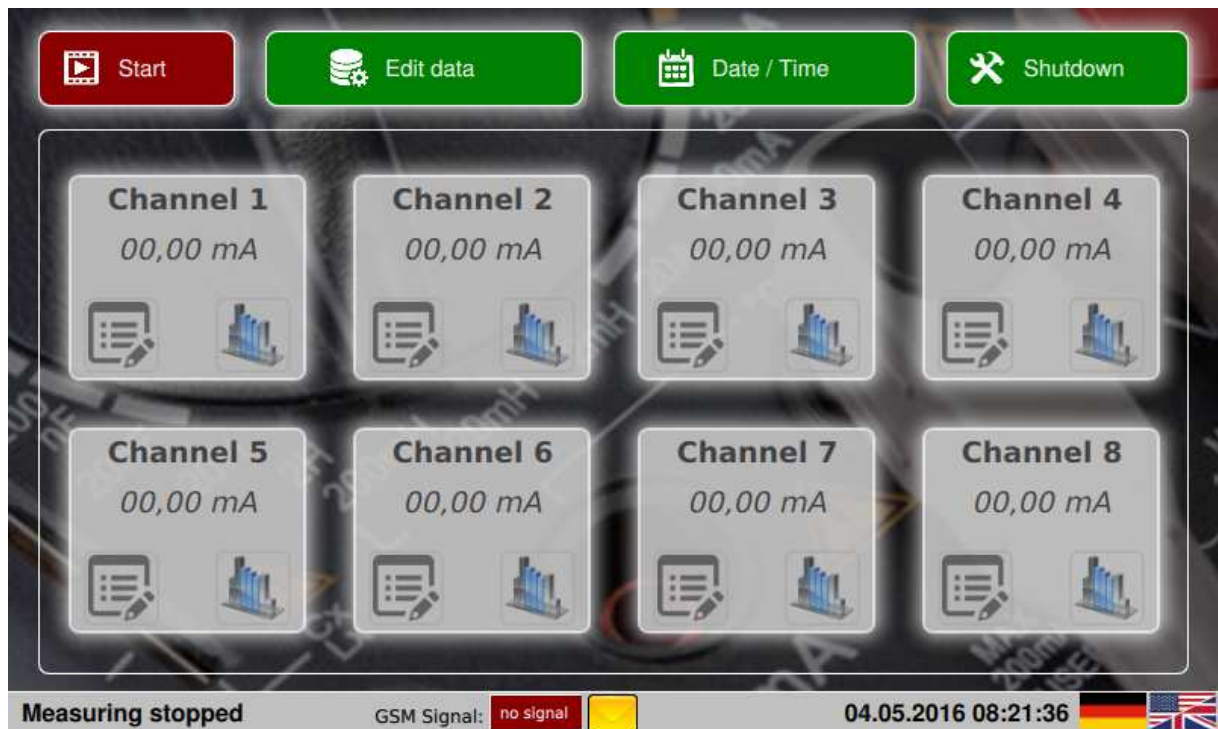 Start
Edit data
Date / Time
Shutdown
Channel 1
Channel 2
Channel 3
Channel 4
00,00 mA
00,00 mA
00,00 mA
00,00 mA
Channel 5
Channel 6
Channel 7
Channel 8
00,00 mA
00,00 mA
00,00 mA
00,00 mA
Measuring stopped
GSM Signal: no signal
04.05.2016 08:21:36